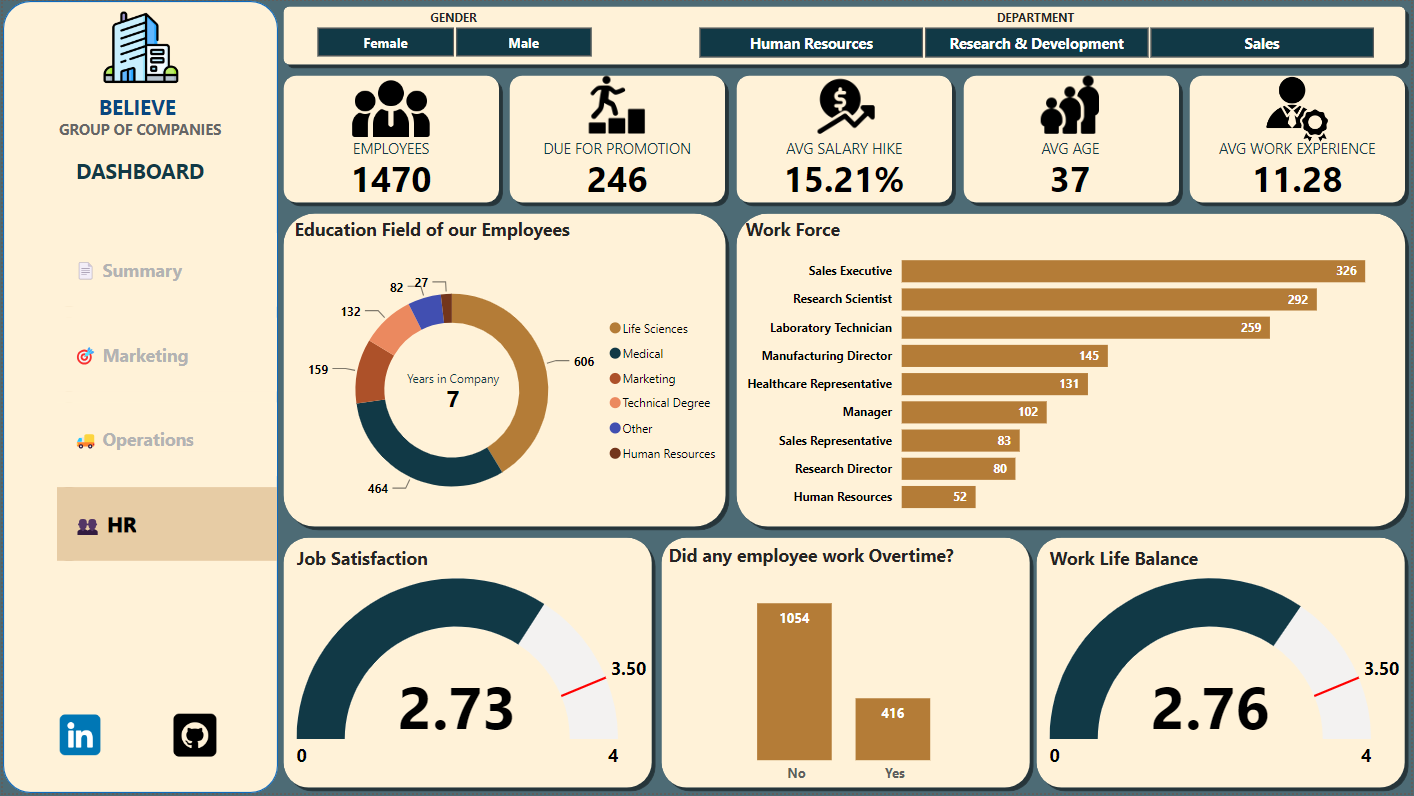 BELIEVE
GROUP OF COMPANIES
DASHBOARD
Summary
Marketing
Operations
HR
in
GENDER
Female Male
DEPARTMENT
Human Resources Research & Development Sales
EMPLOYEES
1470
DUE FOR PROMOTION
246
AVG SALARY HIKE
15.21%
AVG AGE
37
AVG WORK EXPERIENCE
11.28
Education Field of our Employees
27
82
132
159
464
606
Years in Company
7
Life Sciences
Medical
Marketing
Technical Degree
Other
Human Resources
Work Force
Sales Executive 326
Research Scientist 292
Laboratory Technician 259
Manufacturing Director 145
Healthcare Representative 131
Manager 102
Sales Representative 83
Research Director 80
Human Resources 52
Job Satisfaction
3.50
2.73
0 4
Did any employee work Overtime?
1054
416
No Yes
Work Life Balance
3.50
2.76
0 4